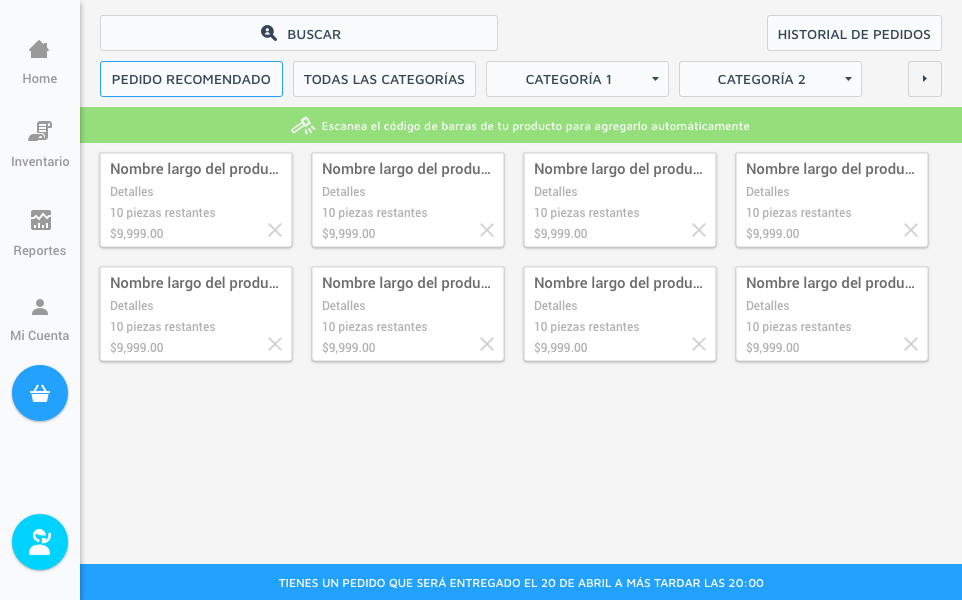 BUSCAR
HISTORIAL DE PEDIDOS
PEDIDO RECOMENDADO
TODAS LAS CATEGORÍAS
CATEGORÍA 1
CATEGORÍA 2
Home
Inventario
Reportes
Mi Cuenta
Escanea el código de barras de tu producto para agregarlo automáticamente
Nombre largo del produ...
Detalles
10 piezas restantes
$9,999.00
Nombre largo del produ...
Detalles
10 piezas restantes
$9,999.00
Nombre largo del produ...
Detalles
10 piezas restantes
$9,999.00
Nombre largo del produ...
Detalles
10 piezas restantes
$9,999.00
Nombre largo del produ...
Detalles
10 piezas restantes
$9,999.00
Nombre largo del produ...
Detalles
10 piezas restantes
$9,999.00
Nombre largo del produ...
Detalles
10 piezas restantes
$9,999.00
Nombre largo del produ...
Detalles
10 piezas restantes
$9,999.00
TIENES UN PEDIDO QUE SERÁ ENTREGADO EL 20 DE ABRIL A MÁS TARDAR LAS 20:00